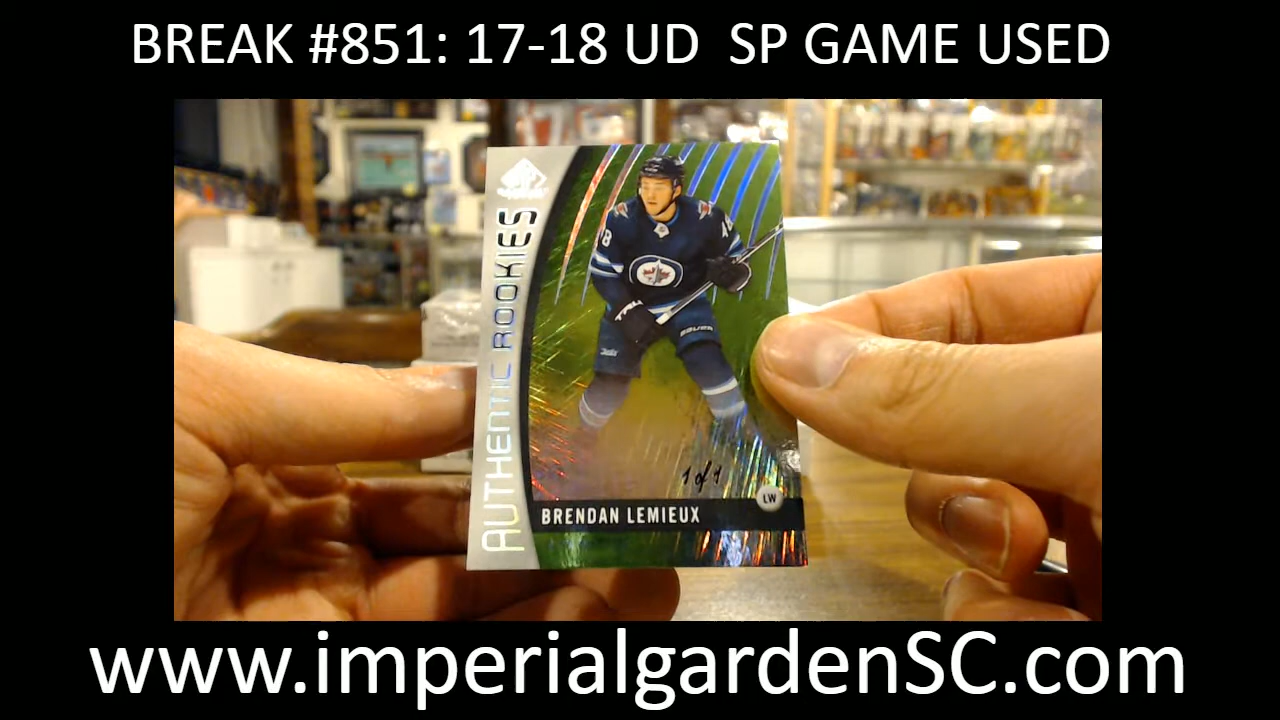 BREAK #851: 17-18 UD SP GAME USED
AUTHENTIC ROOKIES
48
1 of 1
LW
BRENDAN LEMIEUX
www.imperialgardenSC.com